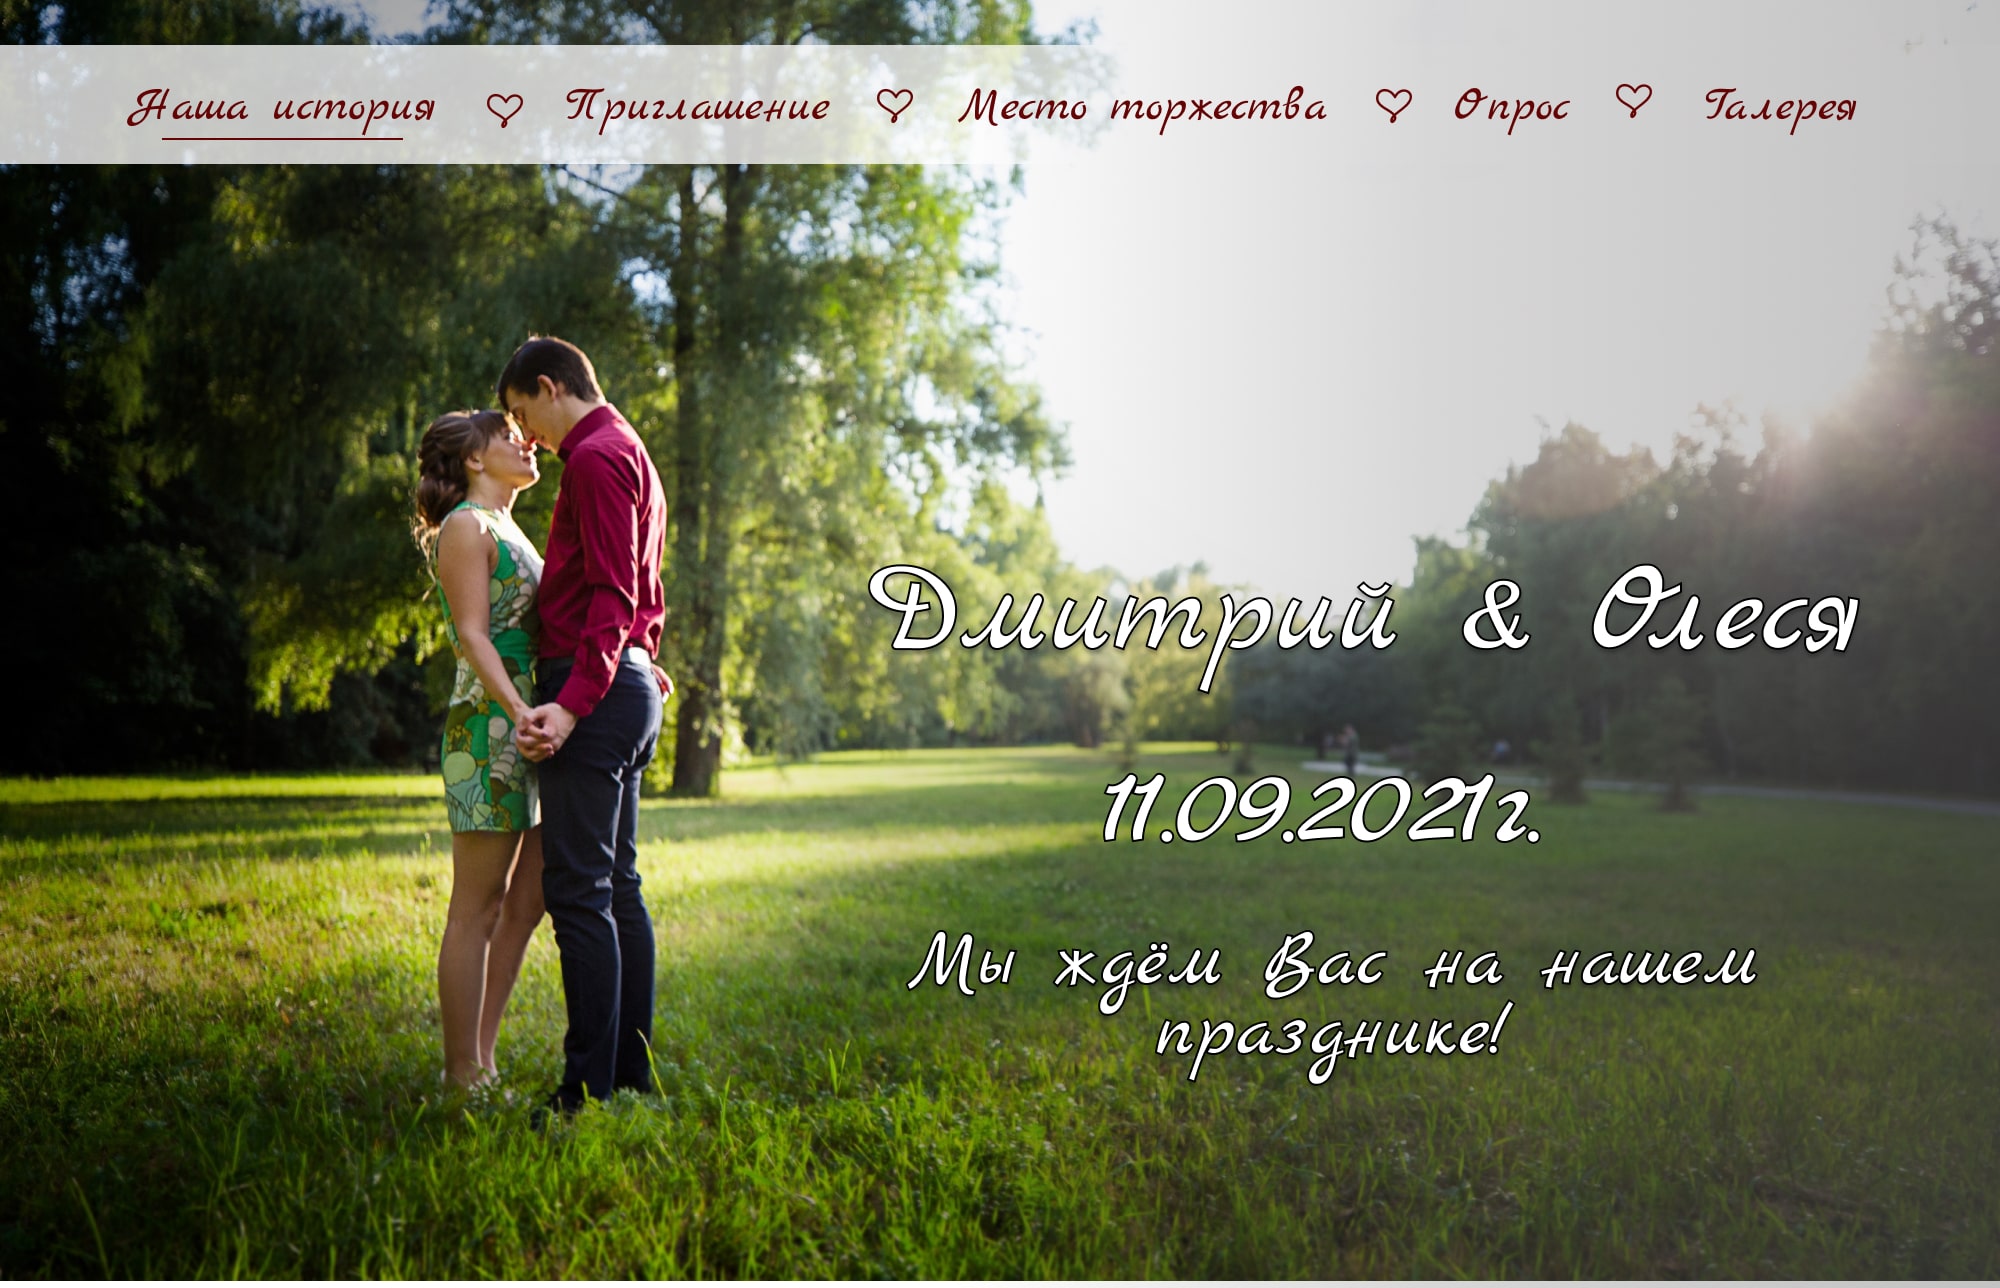 Наша история Приглашение Место торжества Опрос Галерея
Дмитрий & Олеся
11.09.2021г.
Мы ждём Вас на нашем
празднике!